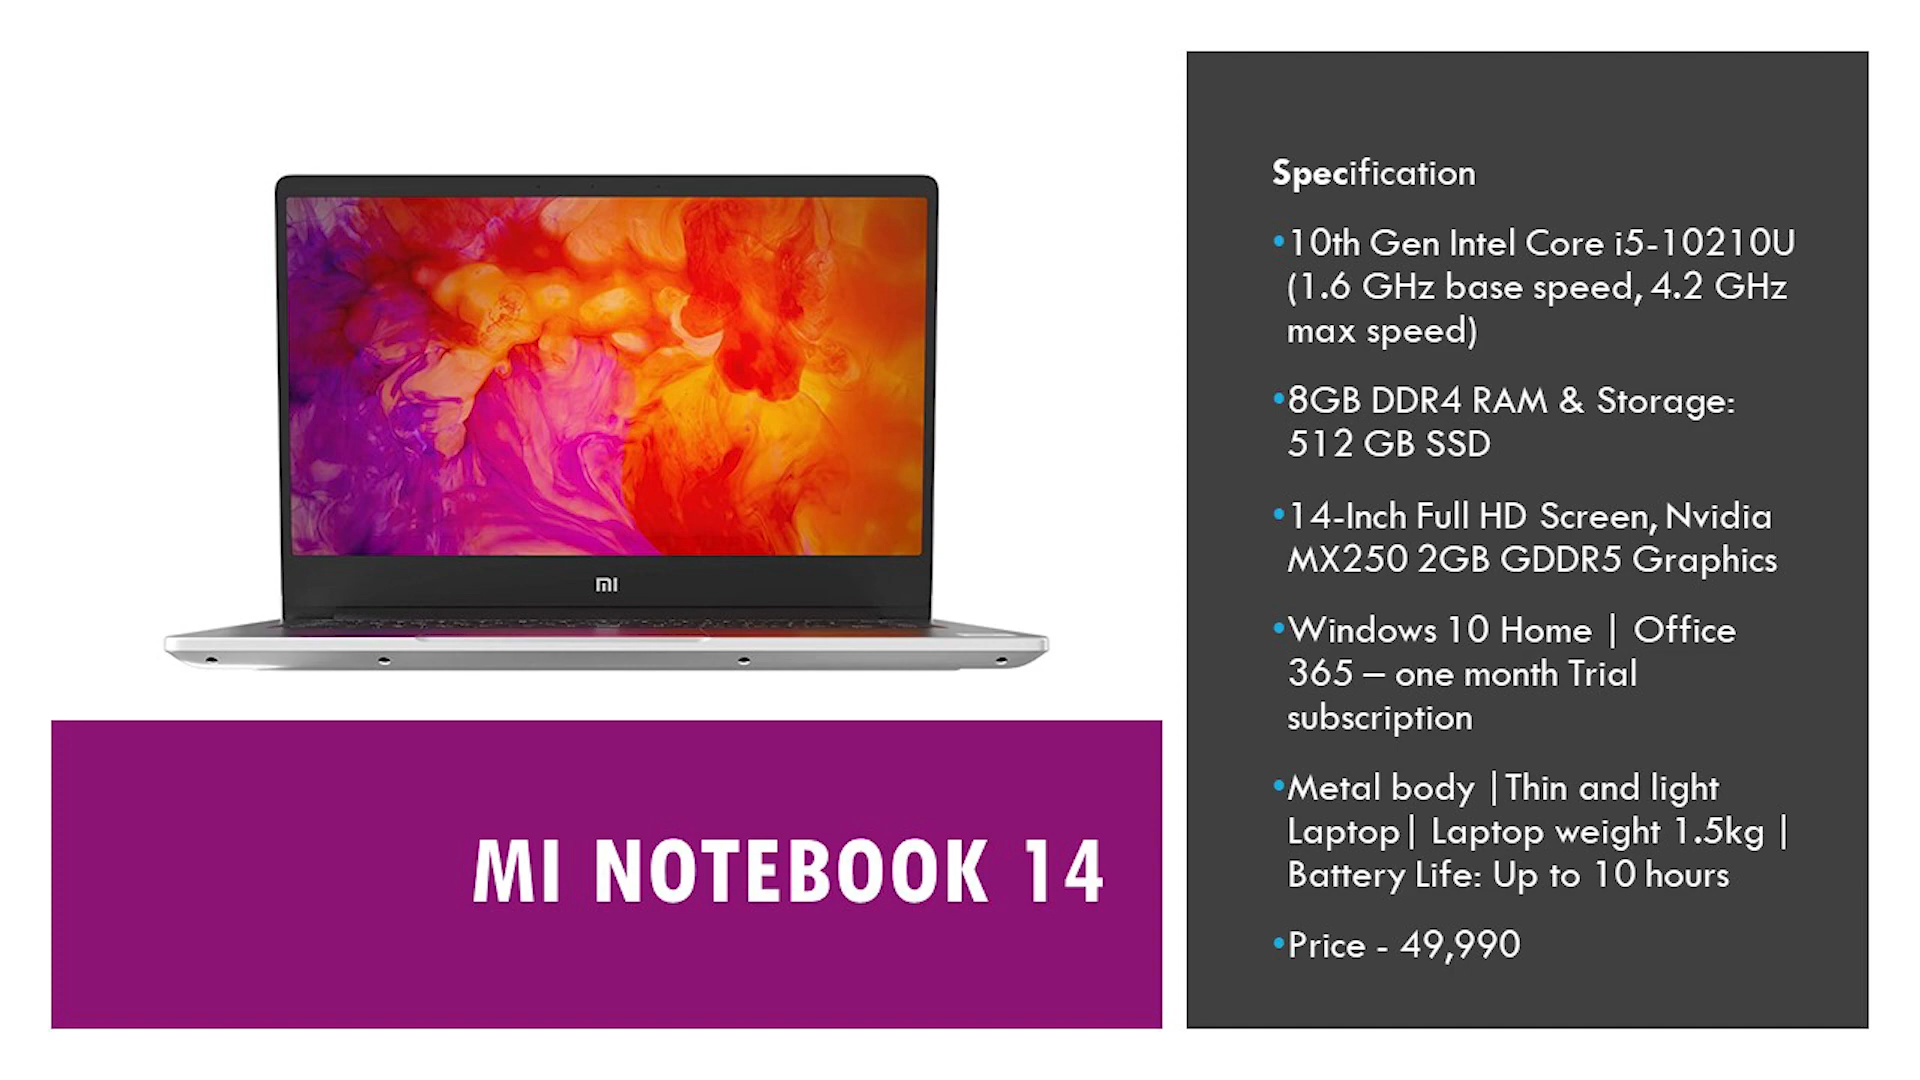 mi
MI NOTEBOOK 14
Specification
•10th Gen Intel Core i5-10210U
(1.6 GHz base speed, 4.2 GHz
max speed)
•8GB DDR4 RAM & Storage:
512 GB SSD
•14-Inch Full HD Screen, Nvidia
MX250 2GB GDDR5 Graphics
•Windows 10 Home | Office
365 – one month Trial
subscription
•Metal body |Thin and light
Laptop| Laptop weight 1.5kg |
Battery Life: Up to 10 hours
•Price - 49,990